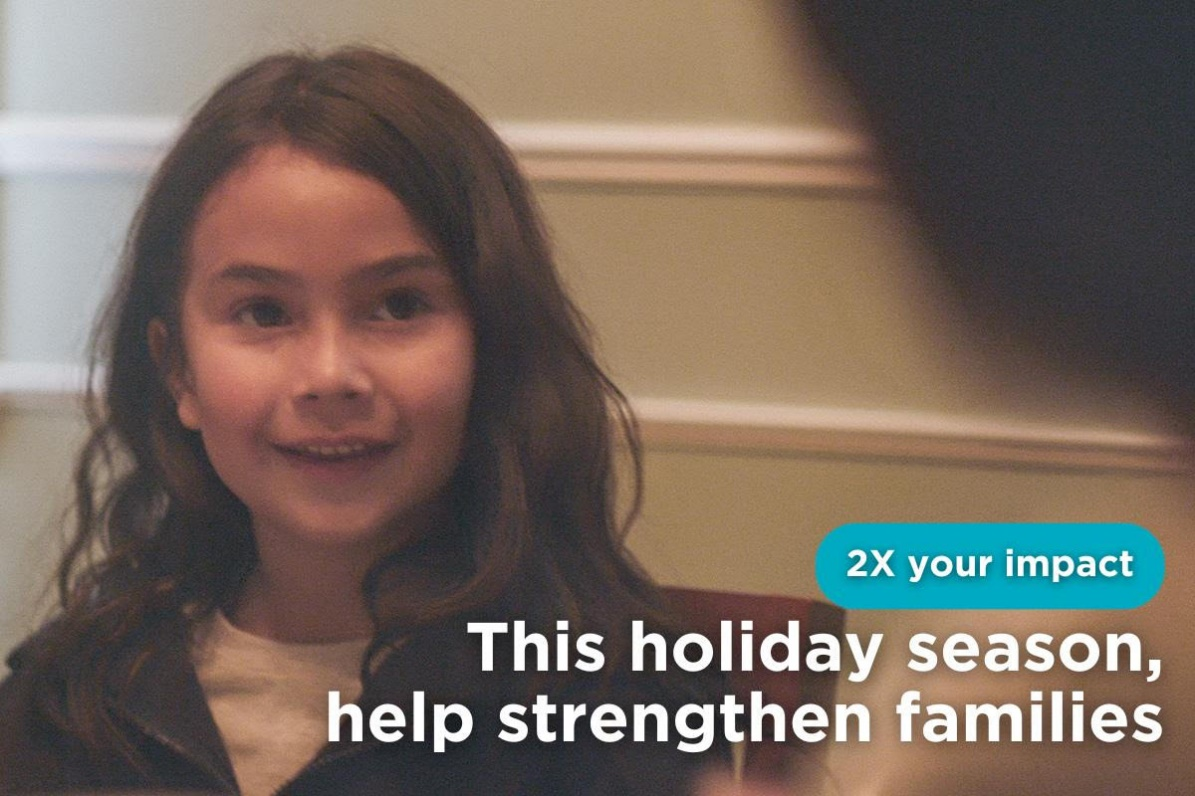 2X your impact
This holiday season,
help strengthen families